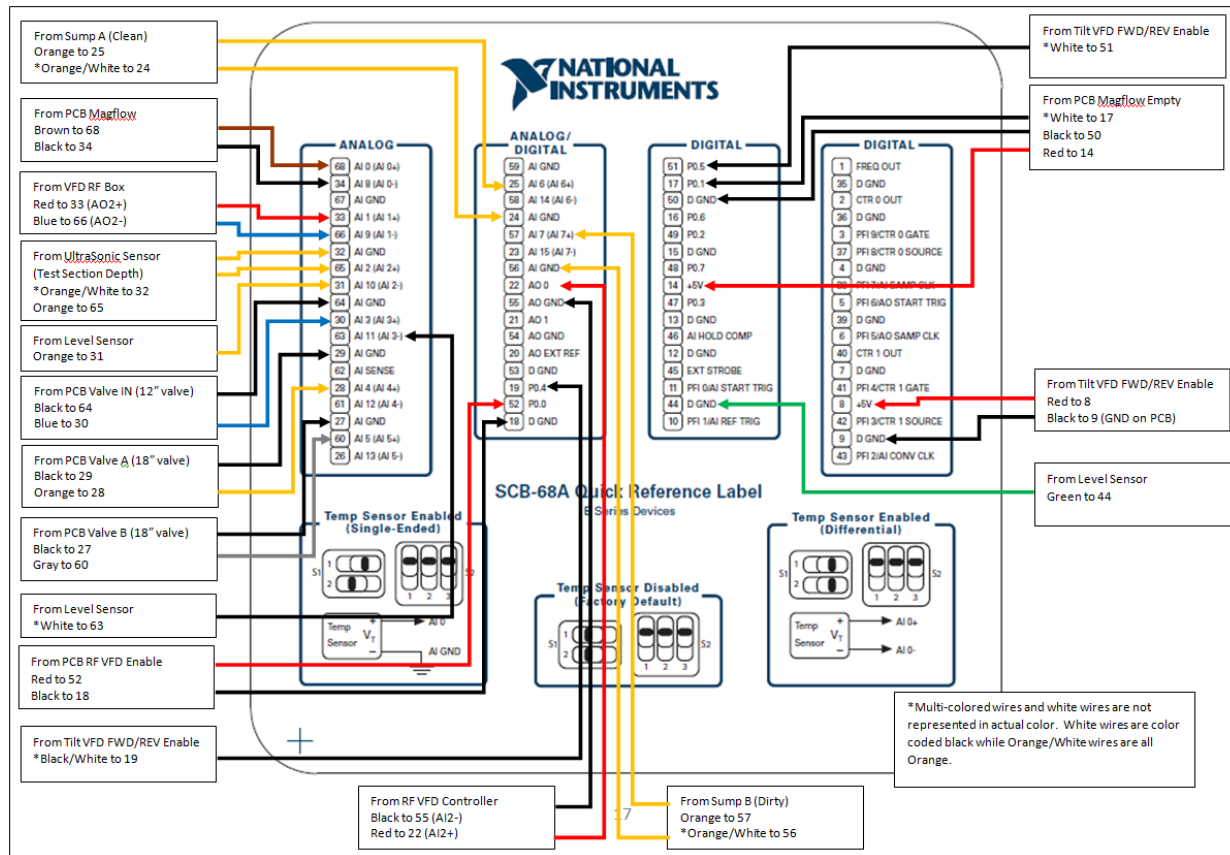 From Sump A (Clean)
Orange to 25
*Orange/White to 24
From PCB Magflow
Brown to 68
Black to 34
From VFD RF Box
Red to 33 (AO2+)
Blue to 66 (AO2-)
From UltraSonic Sensor
(Test Section Depth)
*Orange/White to 32
Orange to 65
From Level Sensor
Orange to 31
From PCB Valve IN (12” valve)
Black to 64
Blue to 30
From PCB Valve A (18” valve)
Black to 29
Orange to 28
From PCB Valve B (18” valve)
Black to 27
Gray to 60
From Level Sensor
*White to 63
From PCB RF VFD Enable
Red to 52
Black to 18
From Tilt VFD FWD/REV Enable
*Black/White to 19
NATIONAL
INSTRUMENTS
ANALOG
68 AI 0 (AI 0+)
34 AI 8 (AI 0-)
67 AI GND
33 AI 1 (AI 1+)
66 AI 9 (AI 1-)
32 AI GND
65 AI 2 (AI 2+)
31 AI 10 (AI 2-)
64 AI GND
30 AI 3 (AI 3+)
63 AI 11 (AI 3-)
29 AI GND
62 AI SENSE
28 AI 4 (AI 4+)
61 AI 12 (AI 4-)
27 AI GND
60 AI 5 (AI 5+)
26 AI 13 (AI 5-)
ANALOG/
DIGITAL
59 AI GND
25 AI 6 (AI 6+)
58 AI 14 (AI 6-)
24 AI GND
57 AI 7 (AI 7+)
23 AI 15 (AI 7-)
56 AI GND
22 AO 0
55 AO GND
21 AO 1
54 AO GND
20 AO EXT REF
53 D GND
19 P0.4
52 P0.0
18 D GND
DIGITAL
51 P0.5
17 P0.1
50 D GND
16 P0.6
49 P0.2
15 D GND
48 P0.7
14 +5V
47 P0.3
13 D GND
46 AI HOLD COMP
12 D GND
45 EXT STROBE
11 PFI 0/AI START TRIG
44 D GND
10 PFI 1/AI REF TRIG
DIGITAL
1 FREQ OUT
35 D GND
2 CTR 0 OUT
36 D GND
3 PFI 9/CTR 0 GATE
37 PFI 8/CTR 0 SOURCE
4 D GND
PFI 7/AI SAMP CLK
5 PFI 6/AO START TRIG
39 D GND
6 PFI 5/AO SAMP CLK
40 CTR 1 OUT
7 D GND
41 PFI 4/CTR 1 GATE
8 +5V
42 PFI 3/CTR 1 SOURCE
9 D GND
43 PFI 2/AI CONV CLK
From Tilt VFD FWD/REV Enable
*White to 51
From PCB Magflow Empty
*White to 17
Black to 50
Red to 14
From Tilt VFD FWD/REV Enable
Red to 8
Black to 9 (GND on PCB)
From Level Sensor
Green to 44
SCB-68A Quick Reference Label
E Series Devices
Temp Sensor Enabled
(Single-Ended)
S1
1
2
1 2 3
S2
Temp
Sensor
VT
+
−
AI 0
AI GND
Temp Sensor Disabled
(Factory Default)
S1
1
2
1 2 3
S2
Temp Sensor Enabled
(Differential)
S1
1
2
1 2 3
S2
Temp
Sensor
VT
+
−
AI 0+
AI 0-
*Multi-colored wires and white wires are not
represented in actual color. White wires are color
coded black while Orange/White wires are all
Orange.
From RF VFD Controller
Black to 55 (AI2-)
Red to 22 (AI2+)
17
From Sump B (Dirty)
Orange to 57
*Orange/White to 56